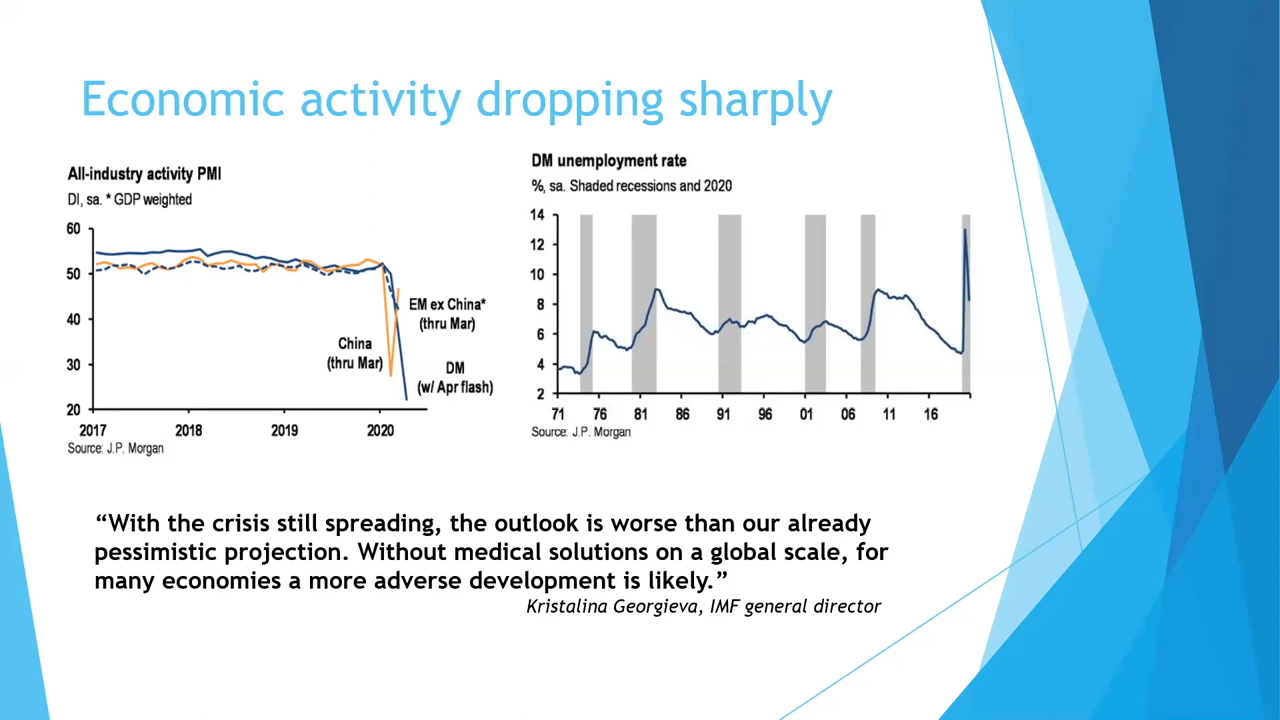 Economic activity dropping sharply
All-industry activity PMI
DI, sa. * GDP weighted
60
50
40
30
20
2017 2018 2019 2020
EM ex China*
(thru Mar)
China
(thru Mar)
DM
(w/ Apr flash)
Source: J.P. Morgan
DM unemployment rate
%, sa. Shaded recessions and 2020
14
12
10
8
6
4
2
71 76 81 86 91 96 01 06 11 16
Source: J.P. Morgan
“With the crisis still spreading, the outlook is worse than our already
pessimistic projection. Without medical solutions on a global scale, for
many economies a more adverse development is likely.”
Kristalina Georgieva, IMF general director